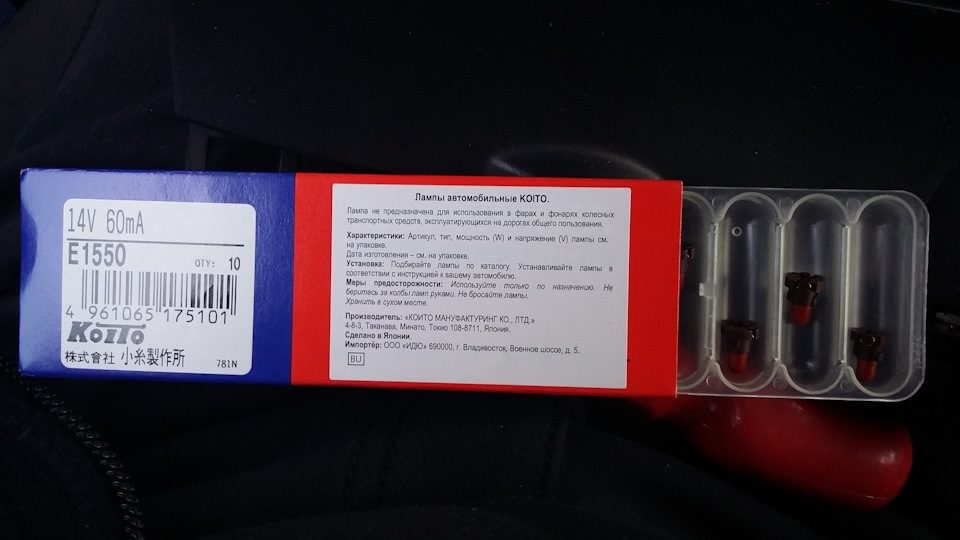 14V 60mA
E1550
QTY: 10
4 961065 175101
KoiTo
株式會社 小糸製作所
781N
Лампы автомобильные KOITO.
Лампа не предназначена для использования в фарах и фонарях колесных
транспортных средств, эксплуатирующихся на дорогах общего пользования.
Характеристики: Артикул, тип, мощность (W) и напряжение (V) лампы см.
на упаковке.
Дата изготовления – см. на упаковке.
Установка: Подбирайте лампы по каталогу. Устанавливайте лампы в
соответствии с инструкцией к вашему автомобилю.
Меры предосторожности: Используйте только по назначению. Не
беритесь за колбы ламп руками. Не бросайте лампы.
Хранить в сухом месте.
Производитель: «КОИТО МАНУФАКТУРИНГ КО., ЛТД.»
4-8-3, Таканава, Минато, Токио 108-8711, Япония.
Сделано в Японии.
Импортёр: ООО «ИДЮ» 690000, г. Владивосток, Военное шоссе, д. 5.
BU